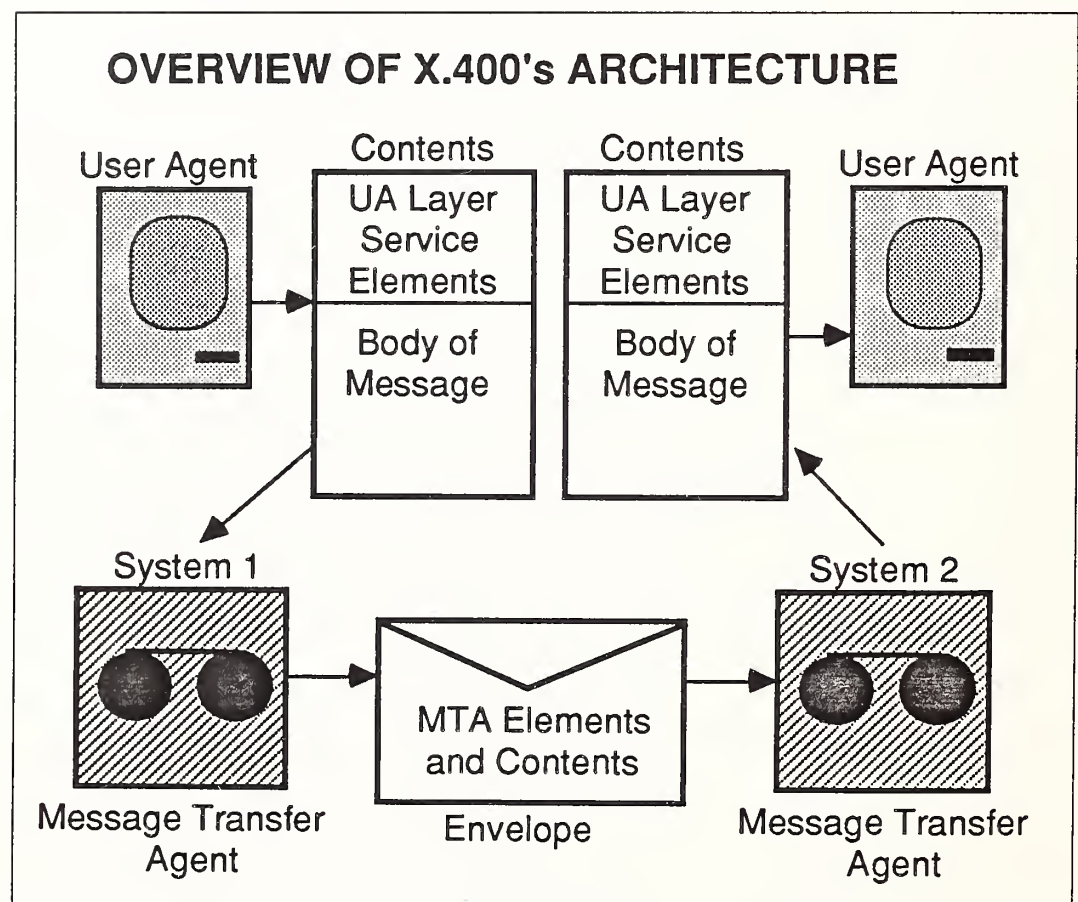 OVERVIEW OF X.400's ARCHITECTURE
User Agent
Contents
UA Layer
Service
Elements
Body of
Message
Contents
UA Layer
Service
Elements
Body of
Message
User Agent
System 1
Message Transfer
Agent
MTA Elements
and Contents
Envelope
System 2
Message Transfer
Agent